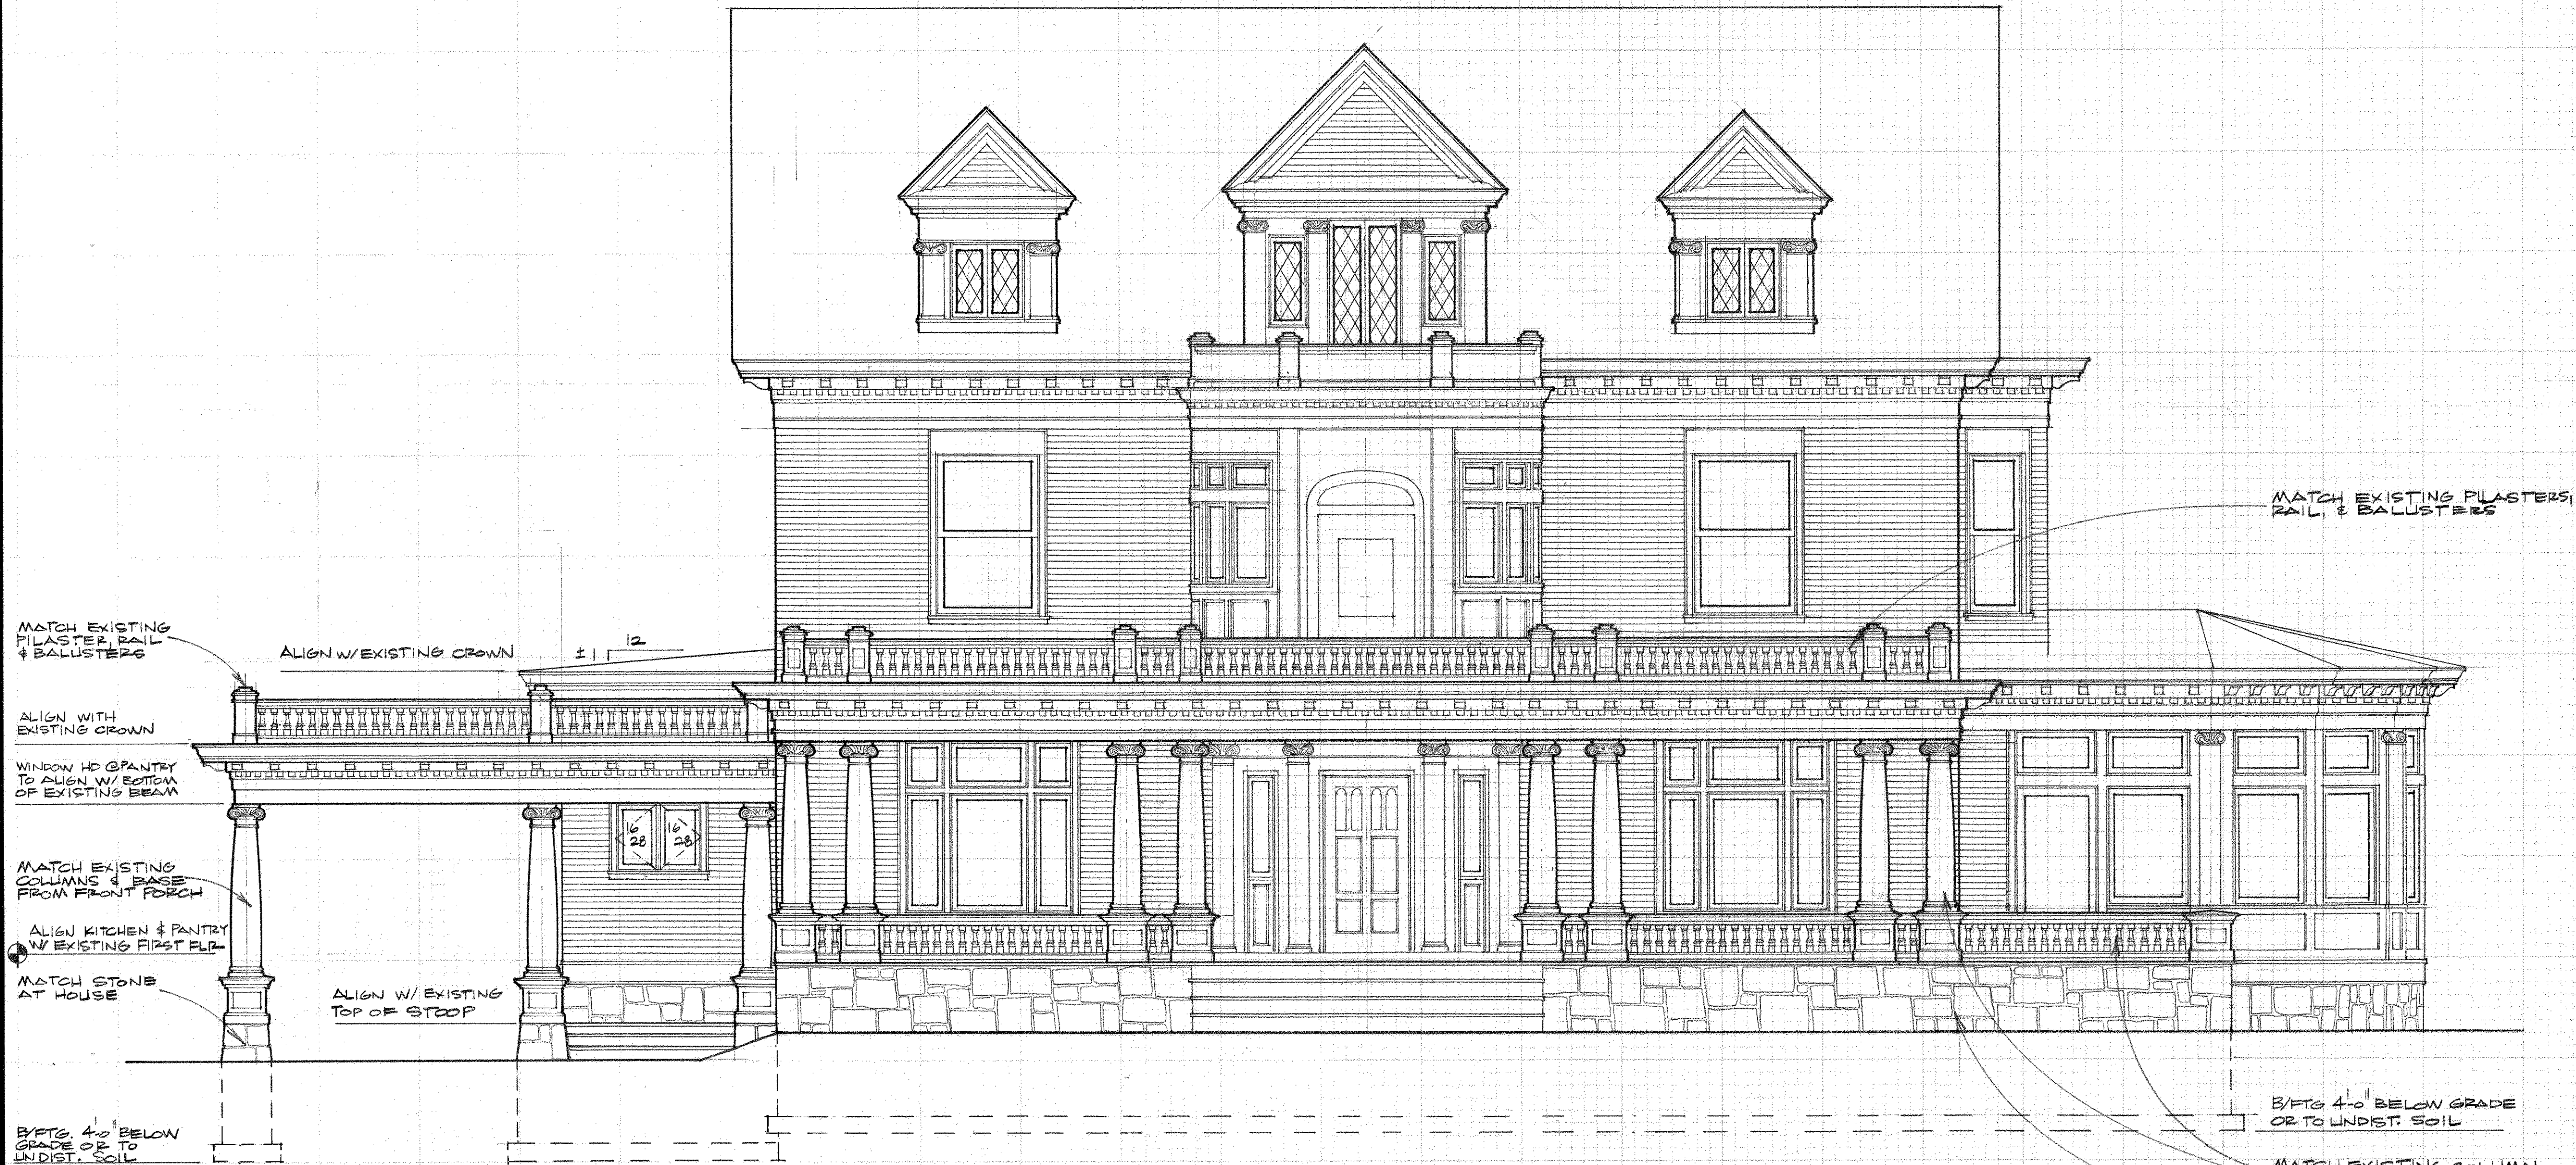 MATCH EXISTING PILASTERS,
RAIL, & BALUSTERS
MATCH EXISTING
PILASTER, RAIL
& BALUSTERS
ALIGN W/EXISTING CROWN
±1
12
ALIGN WITH
EXISTING CROWN
WINDOW HD @PANTRY
TO ALIGN W/ BOTTOM
OF EXISTING BEAM
16
28
16
28
MATCH EXISTING
COLUMNS & BASE
FROM FRONT PORCH
ALIGN KITCHEN & PANTRY
W/ EXISTING FIRST FLR
MATCH STONE
AT HOUSE
ALIGN W/ EXISTING
TOP OF STOOP
B/FTG. 4'-0" BELOW
GRADE OR TO
UNDIST. SOIL
B/FTG 4'-0" BELOW GRADE
OR TO UNDIST. SOIL
MATCH EXISTING COLUMN